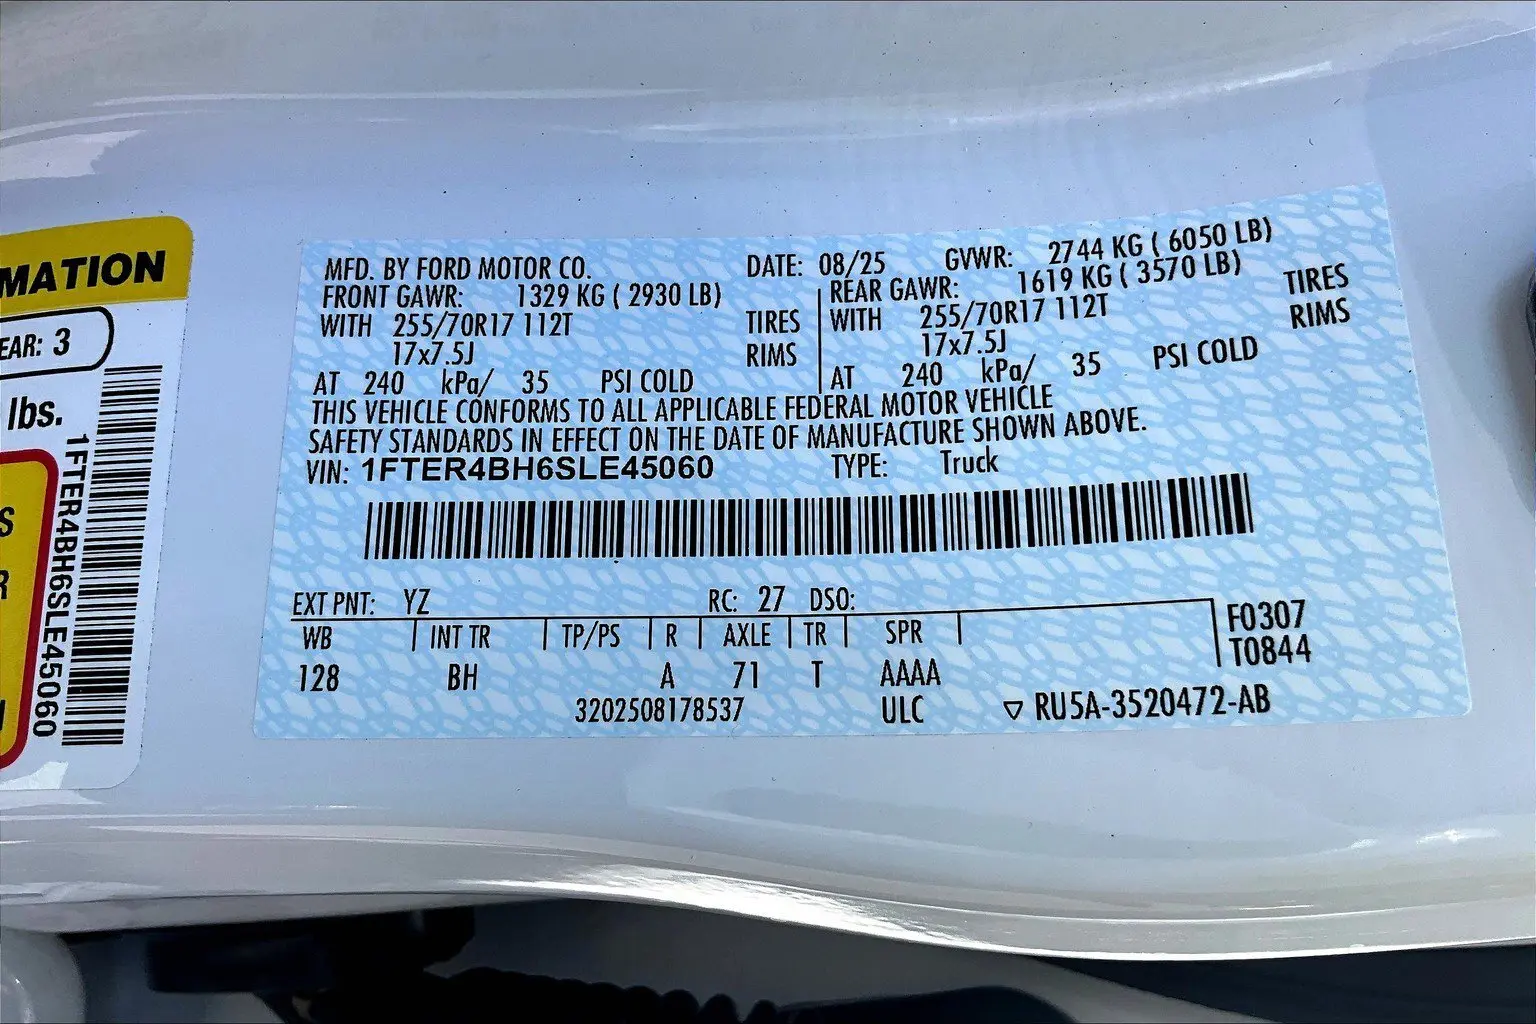 MATION
EAR: 3
lbs.
S
R
1FTER4BH6SLE45060
MFD. BY FORD MOTOR CO. DATE: 08/25 GVWR: 2744 KG ( 6050 LB)
FRONT GAWR: 1329 KG ( 2930 LB) REAR GAWR: 1619 KG ( 3570 LB)
WITH 255/70R17 112T TIRES WITH 255/70R17 112T TIRES
17x7.5J RIMS 17x7.5J RIMS
AT 240 kPa/ 35 PSI COLD AT 240 kPa/ 35 PSI COLD
THIS VEHICLE CONFORMS TO ALL APPLICABLE FEDERAL MOTOR VEHICLE
SAFETY STANDARDS IN EFFECT ON THE DATE OF MANUFACTURE SHOWN ABOVE.
VIN: 1FTER4BH6SLE45060 TYPE: Truck
EXT PNT: YZ RC: 27 DSO:
WB INT TR TP/PS R AXLE TR SPR F0307
128 BH A 71 T AAAA T0844
3202508178537 ULC ▽ RU5A-3520472-AB